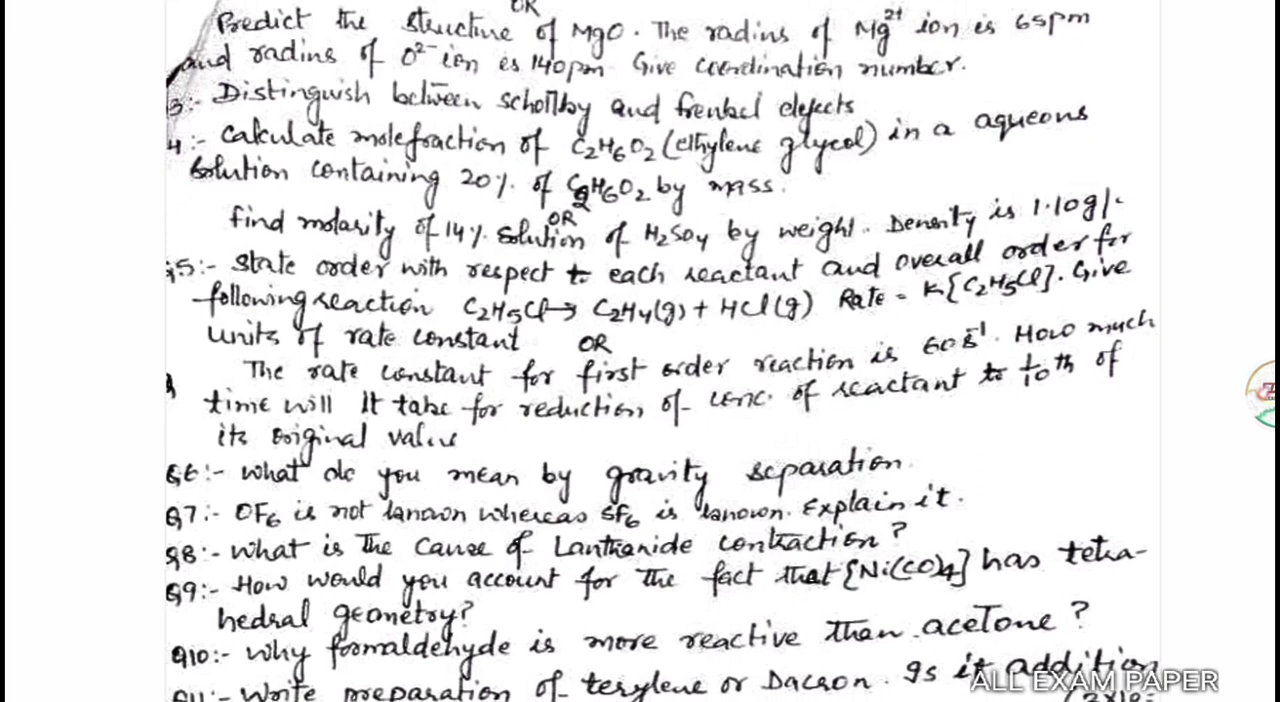 OR
Predict the structure of MgO. The radius of Mg²⁺ ion is 65pm
and radius of O²⁻ ion is 140pm. Give coordination number.
3:- Distinguish between schottky and frenkel defects
4:- Calculate molefraction of C₂H₆O₂ (ethylene glycol) in a aqueous
solution containing 20% of C₂H₆O₂ by mass.
OR
find molarity of 14% solution of H₂SO₄ by weight. Density is 1.10g/.
Q5:- State order with respect to each reactant and overall order for
following reaction C₂H₅Cl → C₂H₄(g) + HCl(g) Rate = K[C₂H₅Cl]. Give
units of rate constant OR
The rate constant for first order reaction is 60s⁻¹. How much
time will It take for reduction of conc. of reactant to 1/10th of
its original value
Q6:- What do you mean by gravity separation.
Q7:- OF₆ is not known whereas SF₆ is known. Explain it.
Q8:- What is The Cause of Lanthanide contraction?
Q9:- How would you account for the fact that [Ni(CO)₄] has tetra-
hedral geometry?
Q10:- Why formaldehyde is more reactive than acetone?
Q11:- Write preparation of terylene or Dacron. Is it addition
ALL EXAM PAPER